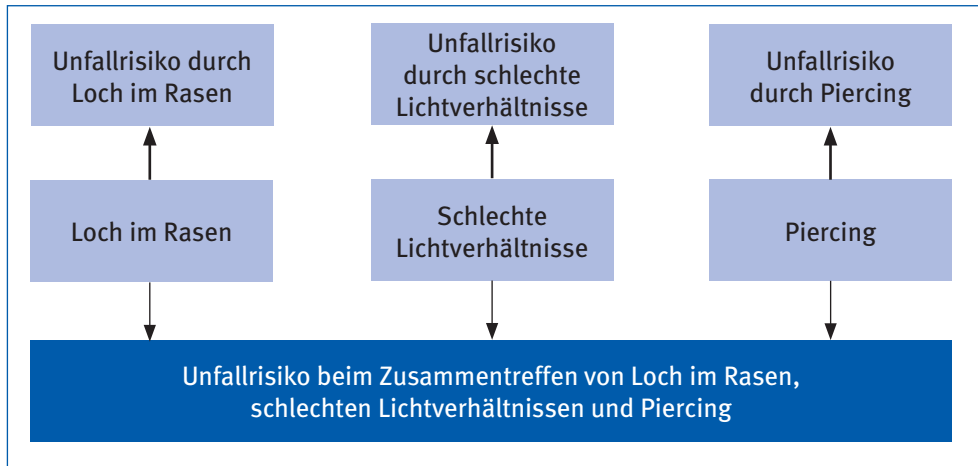 Unfallrisiko durch
Loch im Rasen
Unfallrisiko
durch schlechte
Lichtverhältnisse
Unfallrisiko
durch Piercing
Loch im Rasen
Schlechte
Lichtverhältnisse
Piercing
Unfallrisiko beim Zusammentreffen von Loch im Rasen,
schlechten Lichtverhältnissen und Piercing